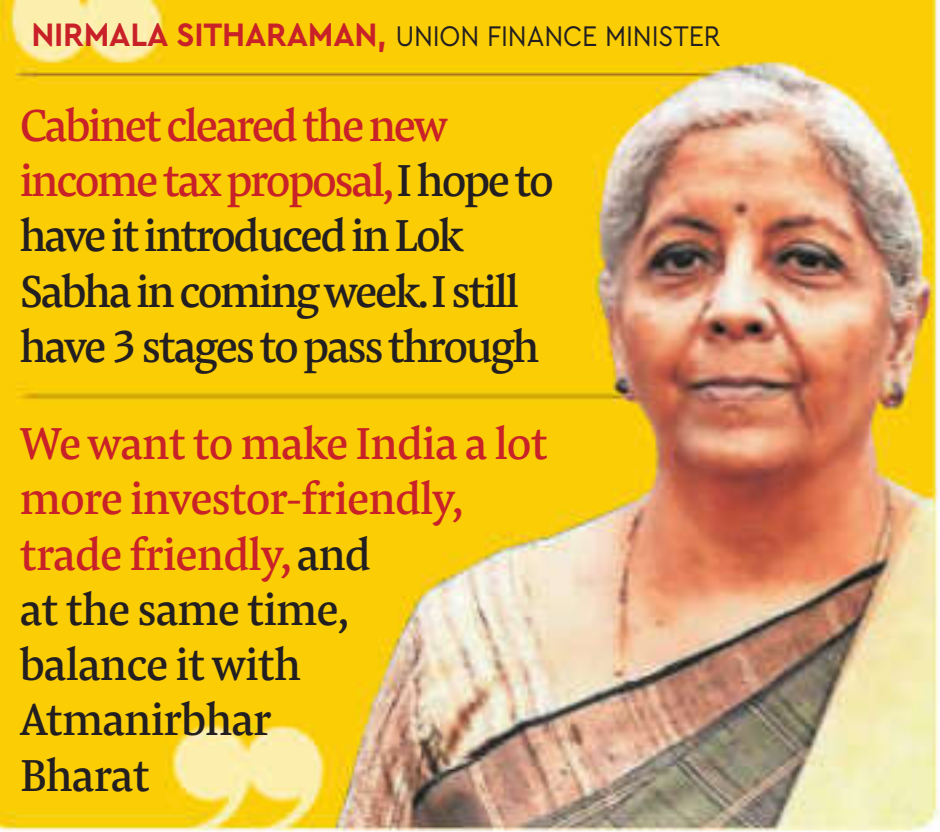 NIRMALA SITHARAMAN, UNION FINANCE MINISTER
Cabinet cleared the new
income tax proposal, I hope to
have it introduced in Lok
Sabha in coming week. I still
have 3 stages to pass through
We want to make India a lot
more investor-friendly,
trade friendly, and
at the same time,
balance it with
Atmanirbhar
Bharat